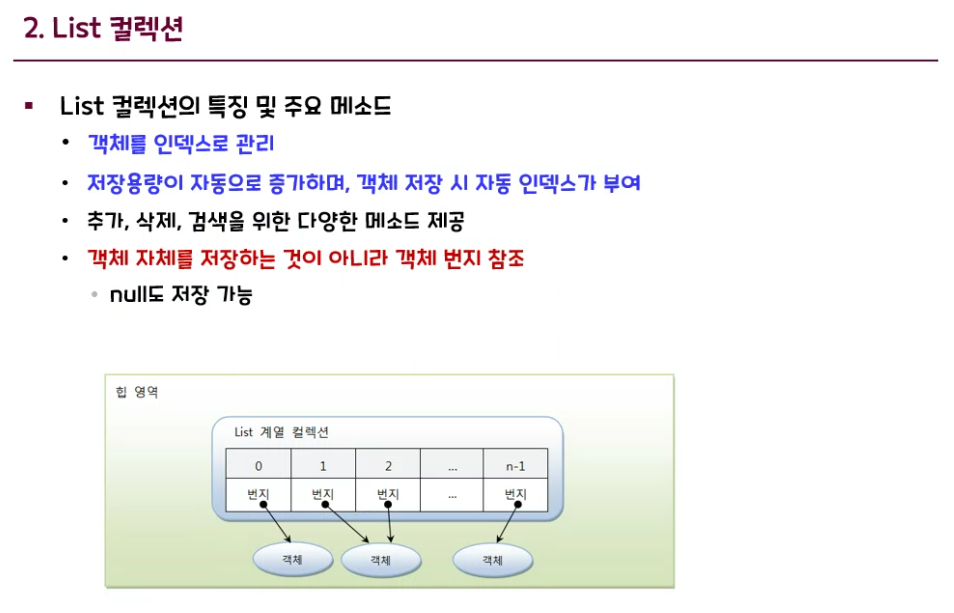 2. List 컬렉션
▪ List 컬렉션의 특징 및 주요 메소드
• 객체를 인덱스로 관리
• 저장용량이 자동으로 증가하며, 객체 저장 시 자동 인덱스가 부여
• 추가, 삭제, 검색을 위한 다양한 메소드 제공
• 객체 자체를 저장하는 것이 아니라 객체 번지 참조
• null도 저장 가능
힙 영역
List 계열 컬렉션
0 1 2 ... n-1
번지 번지 번지 ... 번지
객체 객체 객체